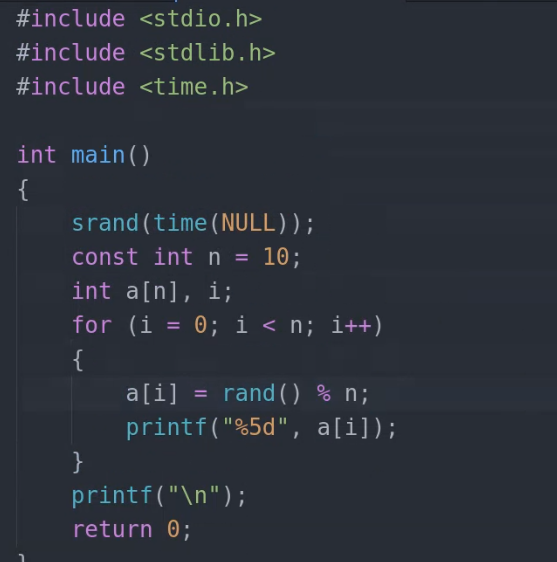 #include <stdio.h>
#include <stdlib.h>
#include <time.h>

int main()
{
    srand(time(NULL));
    const int n = 10;
    int a[n], i;
    for (i = 0; i < n; i++)
    {
        a[i] = rand() % n;
        printf("%5d", a[i]);
    }
    printf("\n");
    return 0;
}